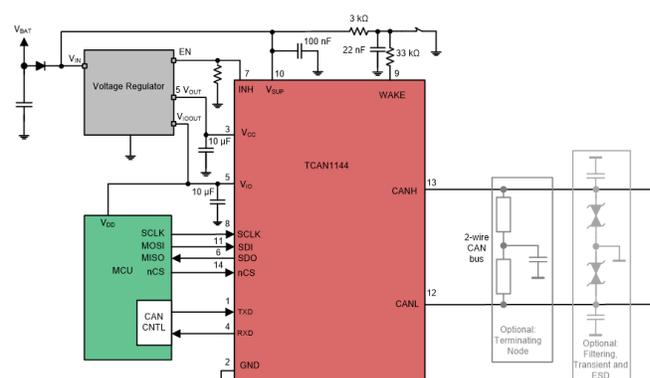 3 kΩ
VBAT
100 nF
22 nF
33 kΩ
VIN
EN
Voltage Regulator
5 VOUT
VIOOUT
7
10
9
INH
VSUP
WAKE
3
VCC
10 µF
TCAN1144
10 µF
5
VIO
CANH
13
VDD
SCLK
8
SCLK
MOSI
11
SDI
MISO
6
SDO
MCU
nCS
14
nCS
2-wire
CAN
bus
CANL
12
CAN
CNTL
1
TXD
4
RXD
2
GND
Optional:
Terminating
Node
Optional:
Filtering,
Transient and
ESD